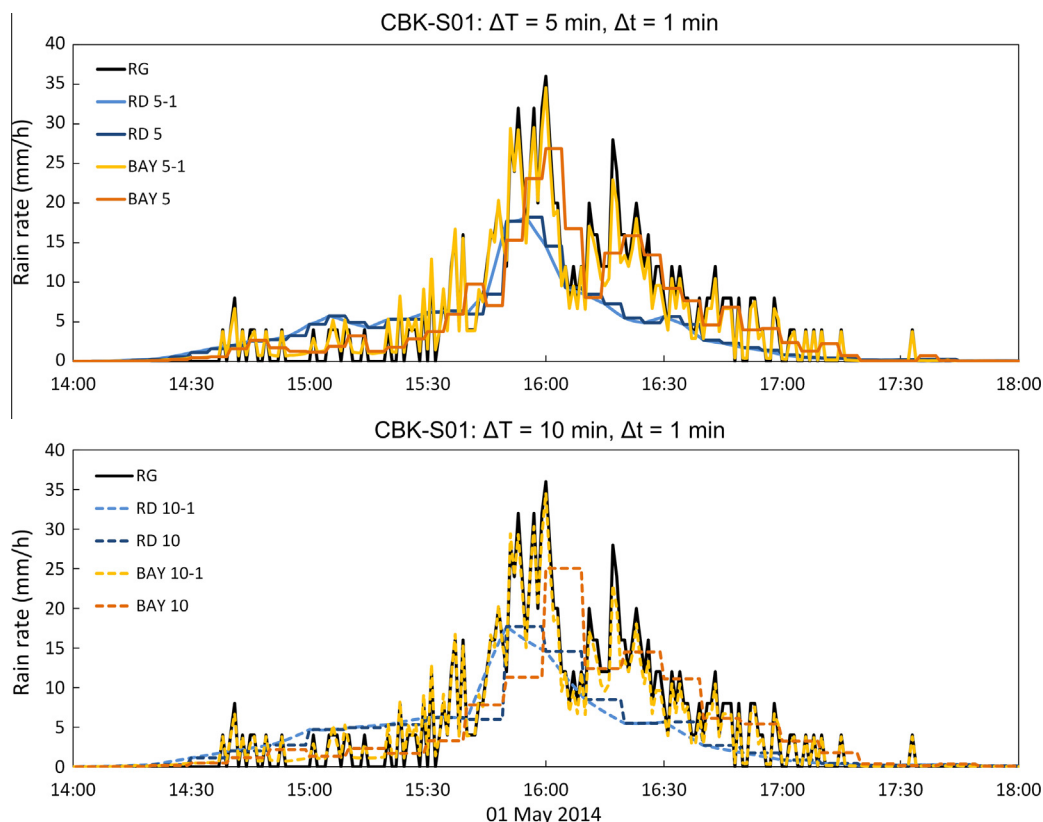 CBK-S01: ΔT = 5 min, Δt = 1 min
40
35
30
25
20
15
10
5
0
Rain rate (mm/h)
RG
RD 5-1
RD 5
BAY 5-1
BAY 5
14:00 14:30 15:00 15:30 16:00 16:30 17:00 17:30 18:00
CBK-S01: ΔT = 10 min, Δt = 1 min
40
35
30
25
20
15
10
5
0
Rain rate (mm/h)
RG
RD 10-1
RD 10
BAY 10-1
BAY 10
14:00 14:30 15:00 15:30 16:00 16:30 17:00 17:30 18:00
01 May 2014